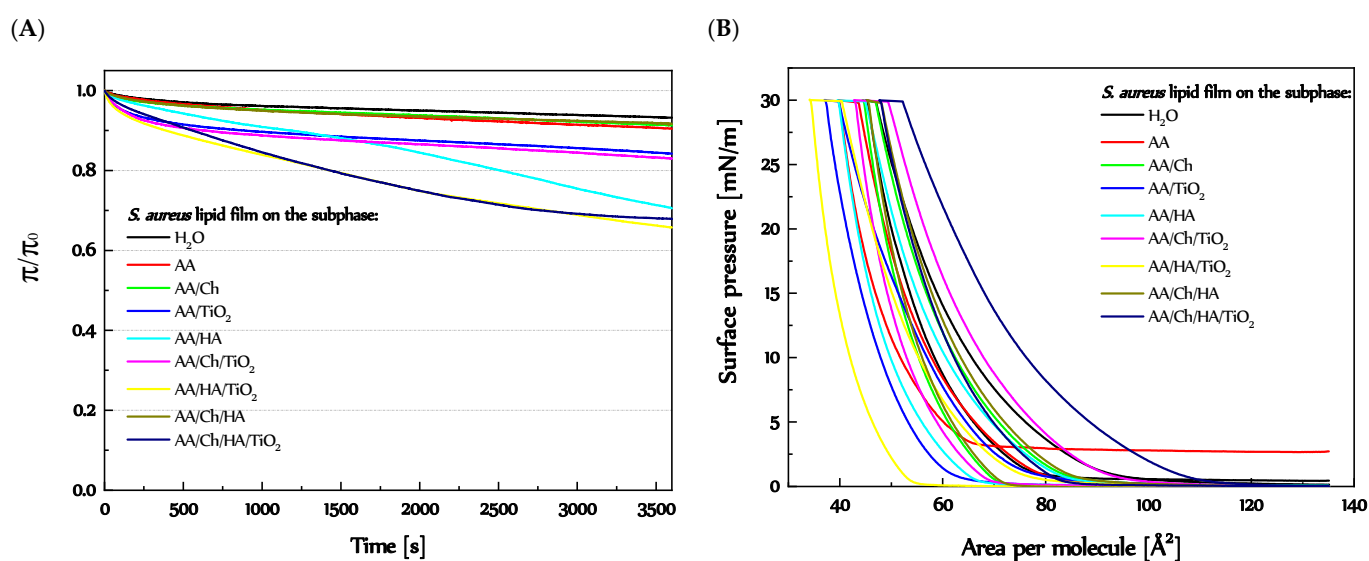 (A)
π/π₀
1.0
0.8
0.6
0.4
0.2
0.0
S. aureus lipid film on the subphase:
H₂O
AA
AA/Ch
AA/TiO₂
AA/HA
AA/Ch/TiO₂
AA/HA/TiO₂
AA/Ch/HA
AA/Ch/HA/TiO₂
0 500 1000 1500 2000 2500 3000 3500
Time [s]
(B)
Surface pressure [mN/m]
30
25
20
15
10
5
0
S. aureus lipid film on the subphase:
H₂O
AA
AA/Ch
AA/TiO₂
AA/HA
AA/Ch/TiO₂
AA/HA/TiO₂
AA/Ch/HA
AA/Ch/HA/TiO₂
40 60 80 100 120 140
Area per molecule [Å²]